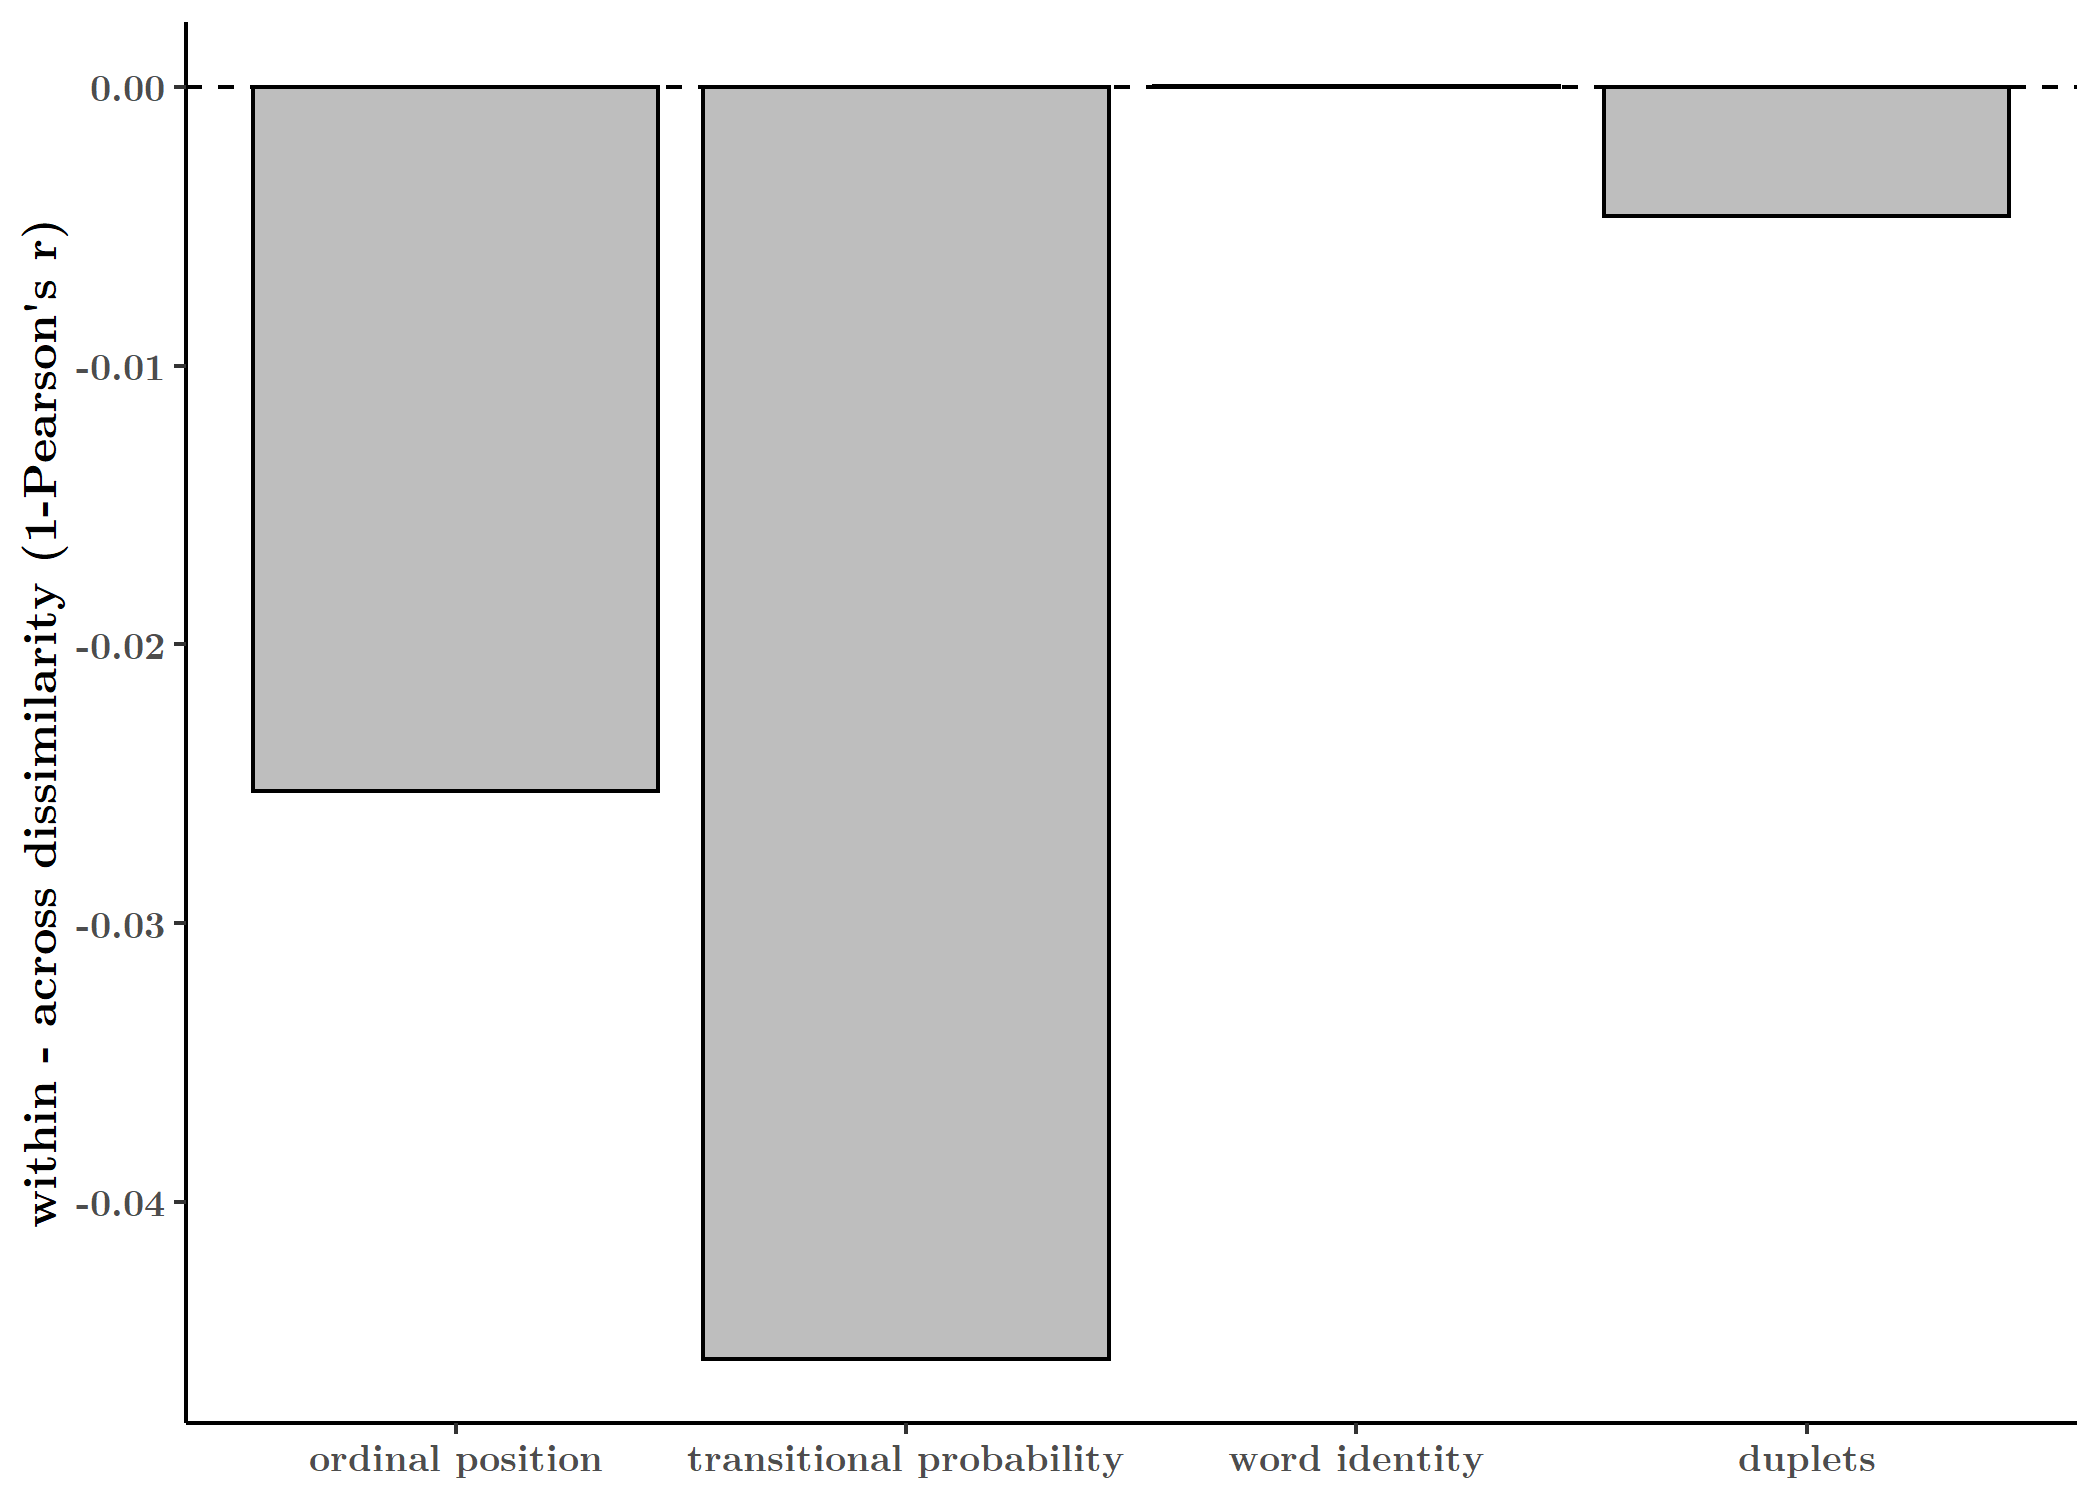 within - across dissimilarity (1-Pearson's r)
0.00
-0.01
-0.02
-0.03
-0.04
ordinal position
transitional probability
word identity
duplets